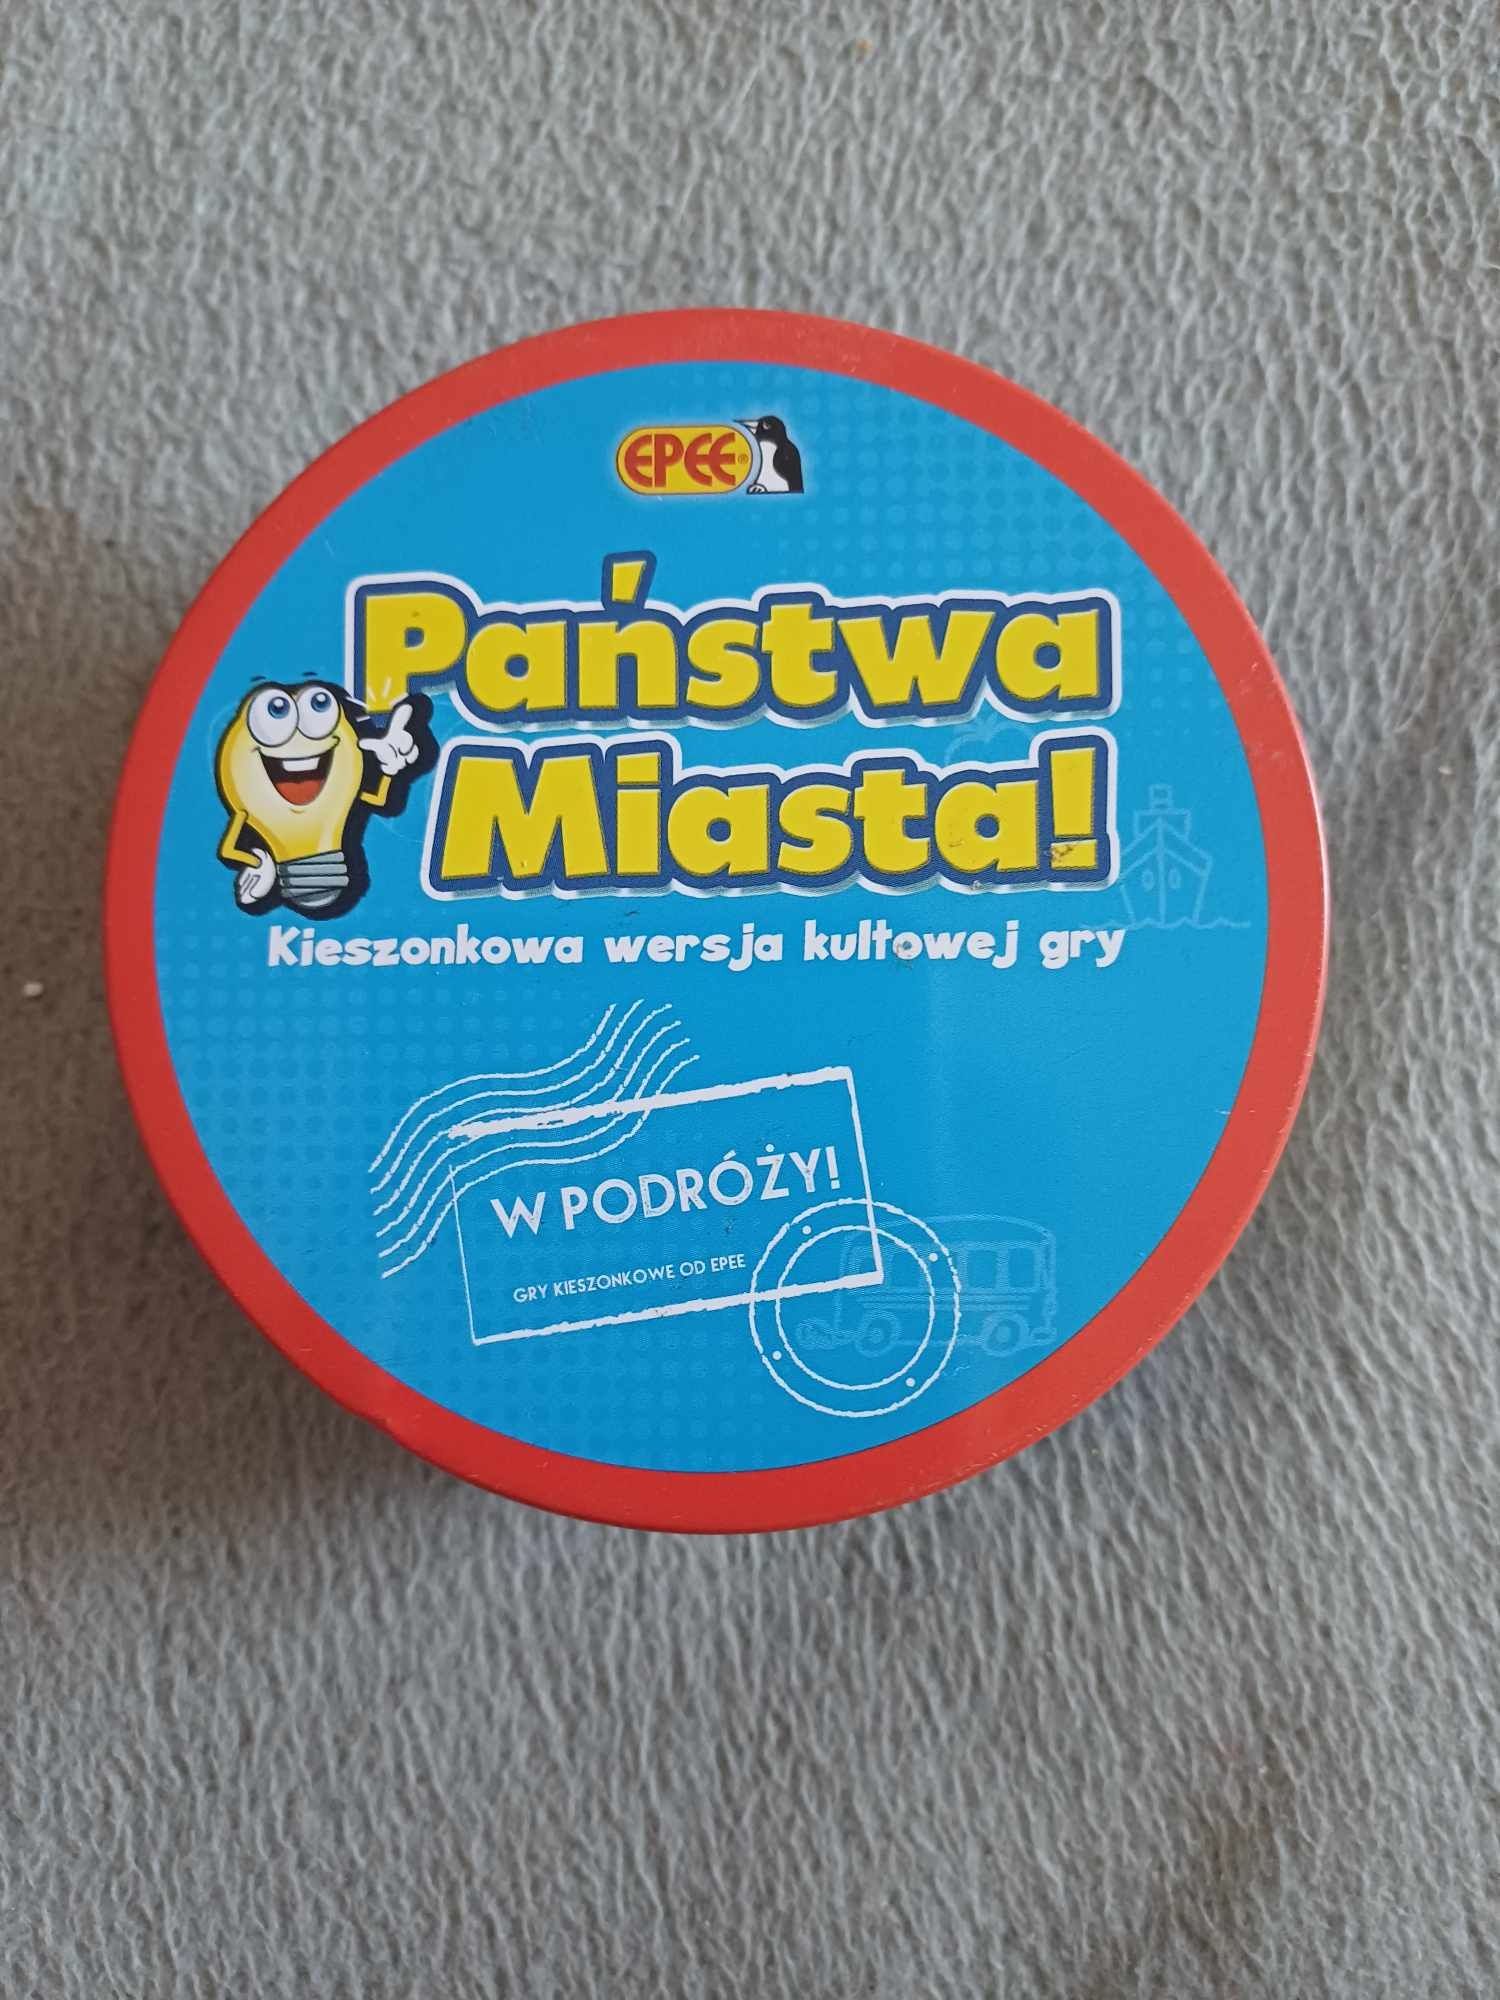 EPEE®
Państwa
Miasta!
Kieszonkowa wersja kultowej gry
W PODRÓŻY!
GRY KIESZONKOWE OD EPEE